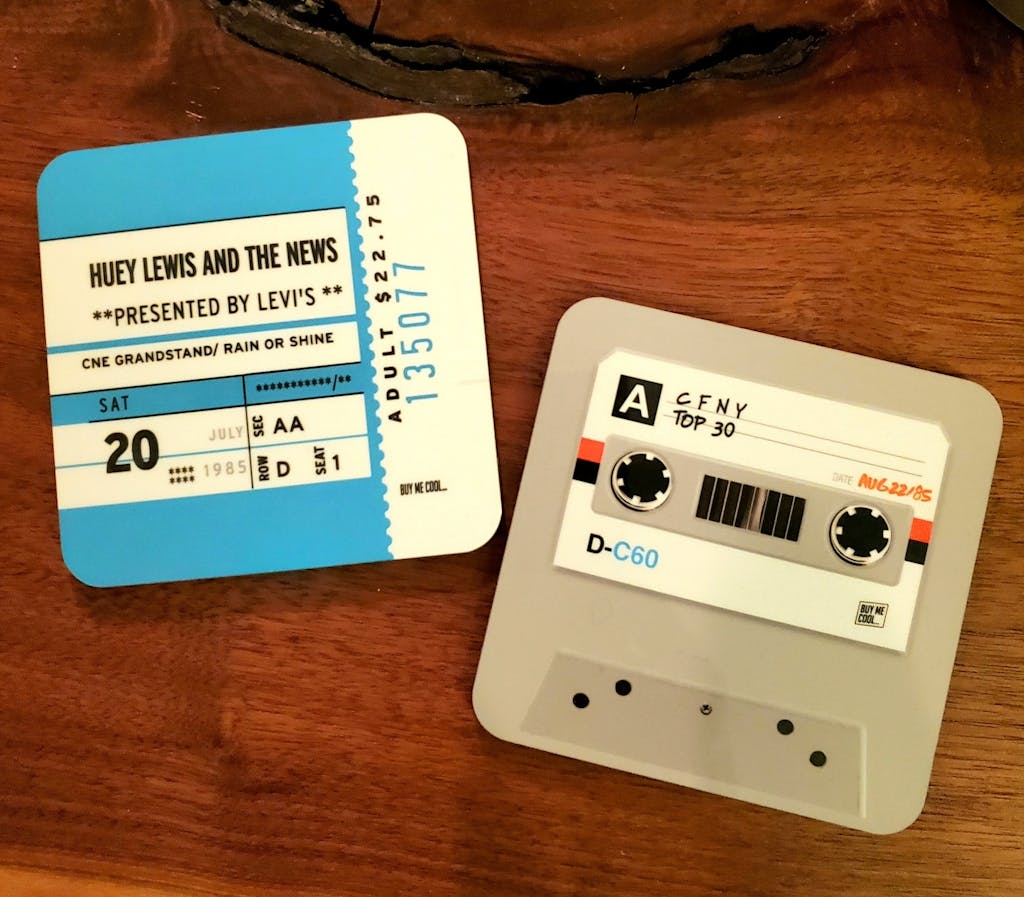 HUEY LEWIS AND THE NEWS
**PRESENTED BY LEVI'S **
CNE GRANDSTAND/ RAIN OR SHINE
SAT
***********/**
20
JULY
****
****
1985
SEC AA
ROW D
SEAT 1
ADULT $22.75
135077
BUY ME COOL...
A
CFNY
TOP 30
DATE AUG 22/85
D-C60
BUY ME
COOL...